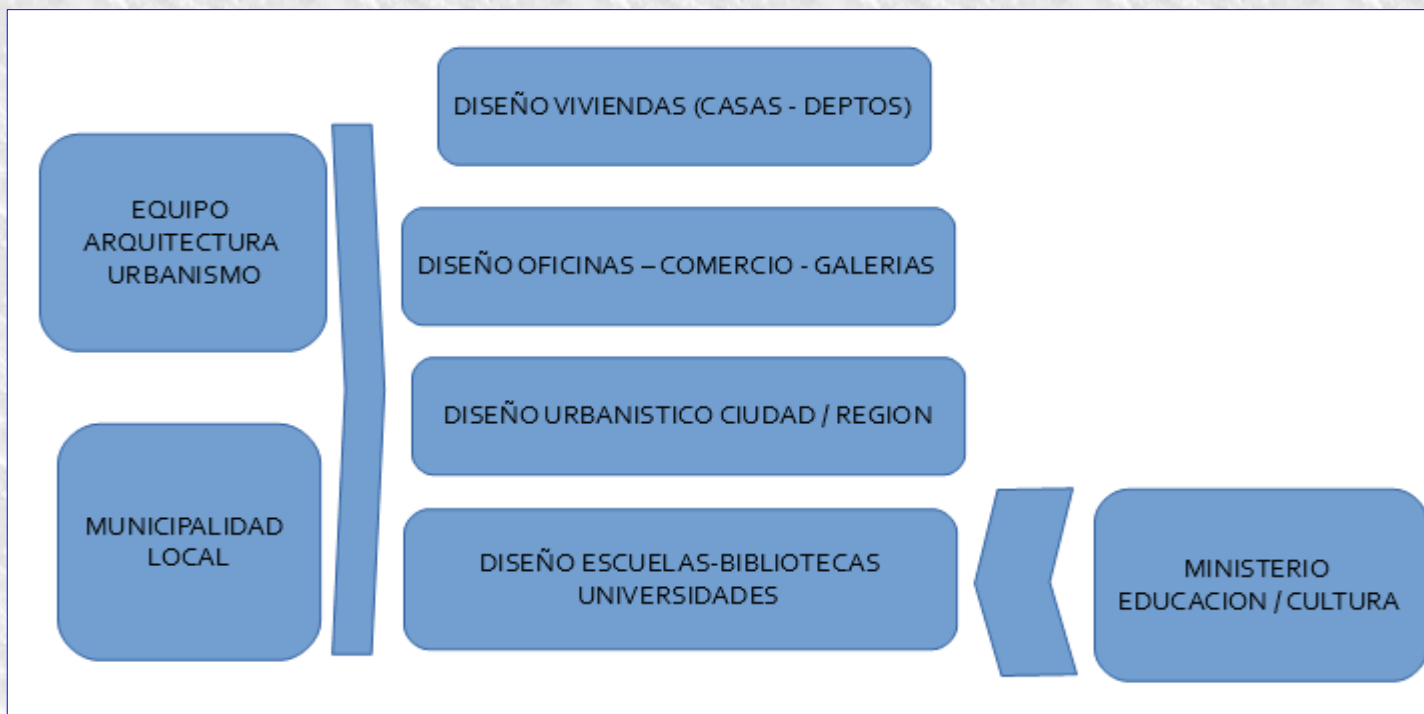 DISEÑO VIVIENDAS (CASAS - DEPTOS)
EQUIPO
ARQUITECTURA
URBANISMO
DISEÑO OFICINAS – COMERCIO - GALERIAS
DISEÑO URBANISTICO CIUDAD / REGION
MUNICIPALIDAD
LOCAL
DISEÑO ESCUELAS-BIBLIOTECAS
UNIVERSIDADES
MINISTERIO
EDUCACION / CULTURA